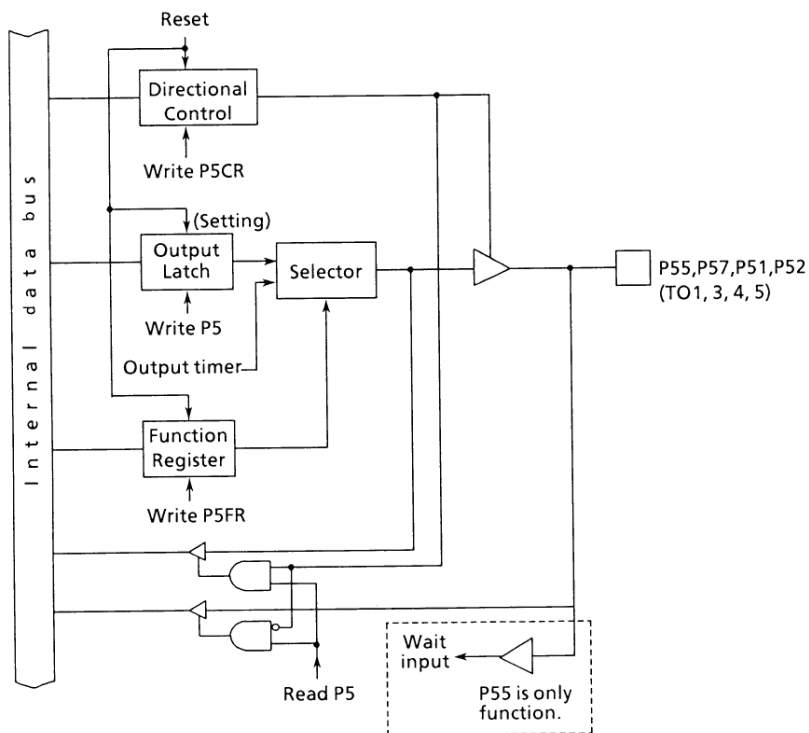 Reset
Internal data bus
Directional
Control
Write P5CR
(Setting)
Output
Latch
Selector
P55,P57,P51,P52
(TO1, 3, 4, 5)
Write P5
Output timer
Function
Register
Write P5FR
Wait
input
Read P5
P55 is only
function.